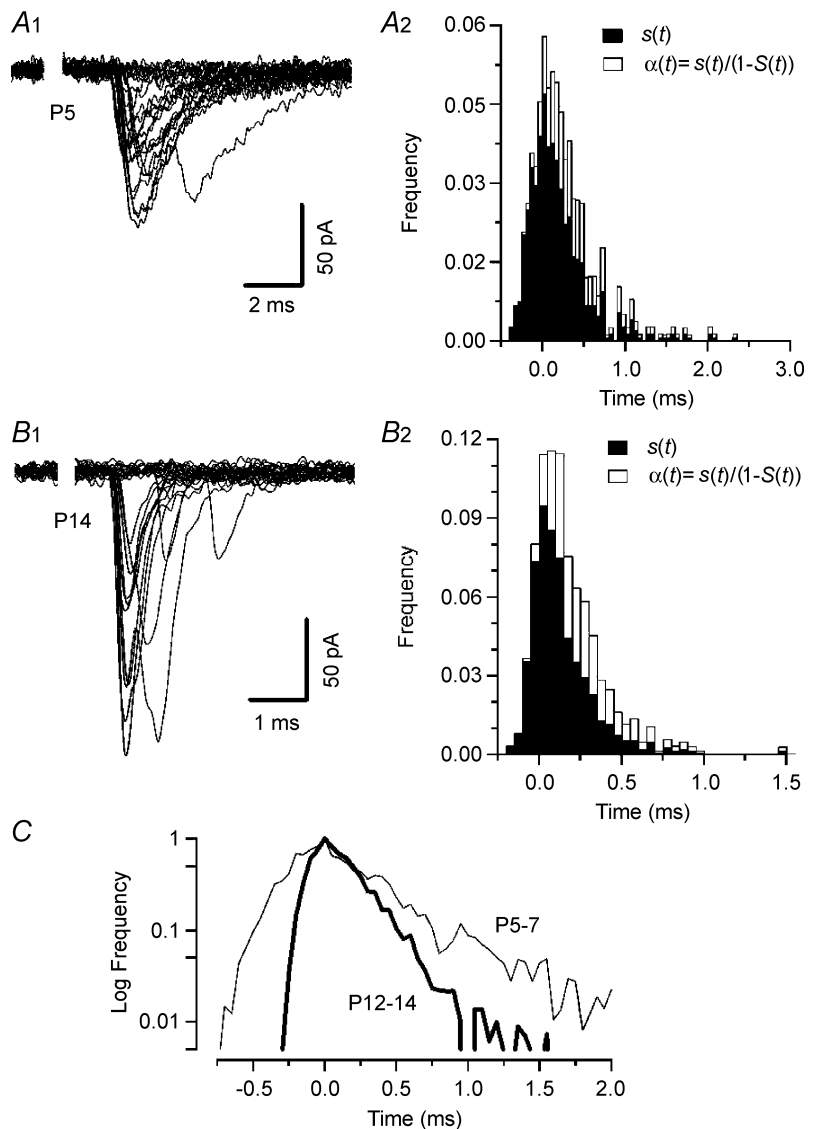 A1
P5
50 pA
2 ms
A2
s(t)
α(t)= s(t)/(1-S(t))
Frequency
0.06
0.05
0.03
0.02
0.00
0.0
1.0
2.0
3.0
Time (ms)
B1
P14
50 pA
1 ms
B2
s(t)
α(t)= s(t)/(1-S(t))
Frequency
0.12
0.09
0.06
0.03
0.00
0.0
0.5
1.0
1.5
Time (ms)
C
Log Frequency
1
0.1
0.01
P5-7
P12-14
-0.5
0.0
0.5
1.0
1.5
2.0
Time (ms)